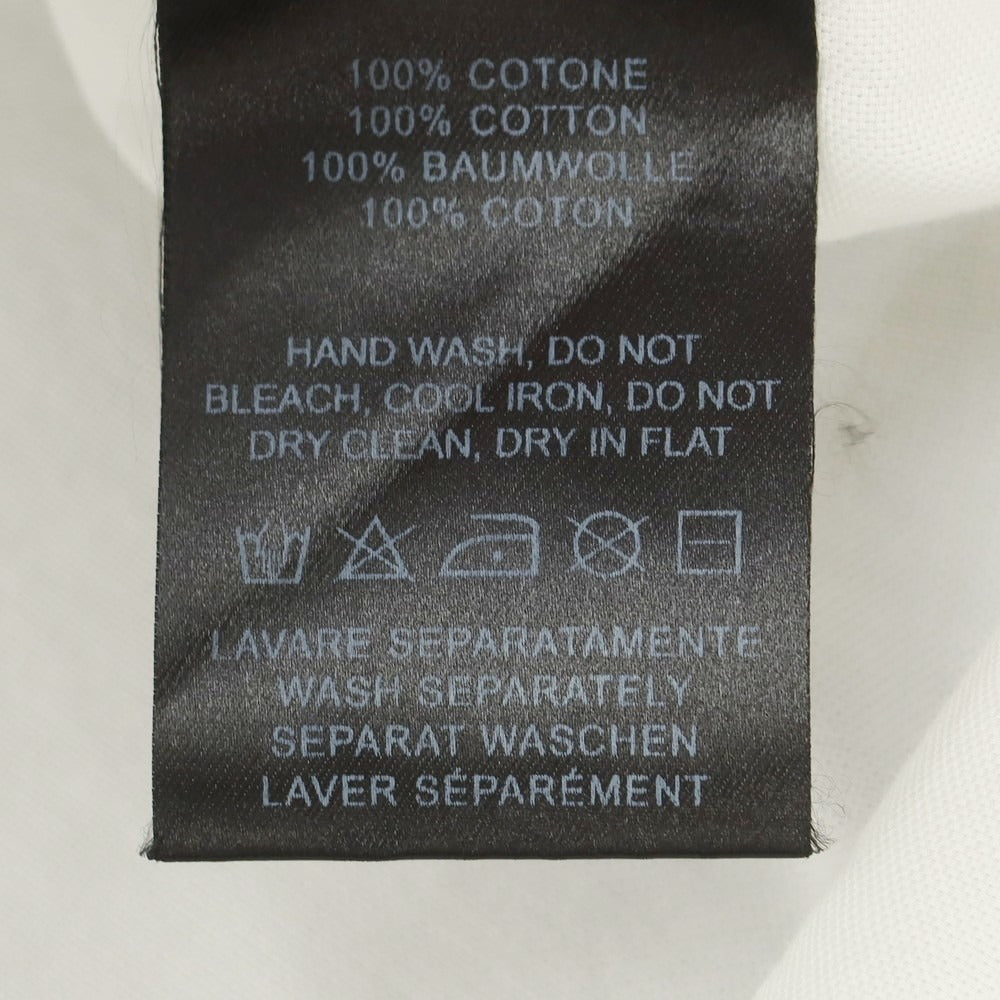 100% COTONE
100% COTTON
100% BAUMWOLLE
100% COTON
HAND WASH, DO NOT
BLEACH, COOL IRON, DO NOT
DRY CLEAN, DRY IN FLAT
LAVARE SEPARATAMENTE
WASH SEPARATELY
SEPARAT WASCHEN
LAVER SÉPARÉMENT